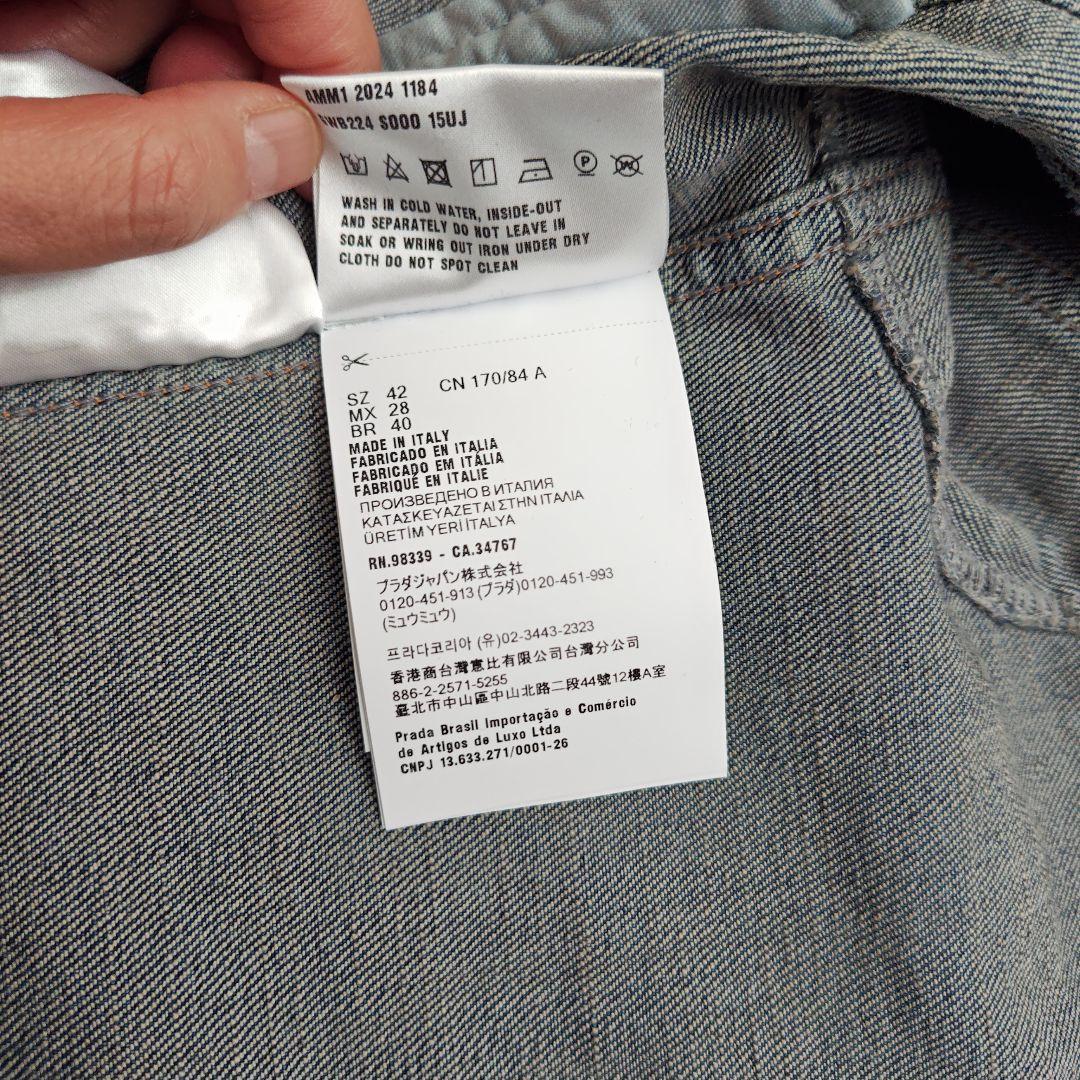 AMM1 2024 1184
GWB224 S000 15UJ
P
W
WASH IN COLD WATER, INSIDE-OUT
AND SEPARATELY DO NOT LEAVE IN
SOAK OR WRING OUT IRON UNDER DRY
CLOTH DO NOT SPOT CLEAN
SZ 42 CN 170/84 A
MX 28
BR 40
MADE IN ITALY
FABRICADO EN ITALIA
FABRICADO EM ITÁLIA
FABRIQUÉ EN ITALIE
ПРОИЗВЕДЕНО В ИТАЛИЯ
ΚΑΤΑΣΚΕΥΑΖΕΤΑΙ ΣΤΗΝ ΙΤΑΛΙΑ
ÜRETİM YERİ İTALYA
RN.98339 - CA.34767
プラダジャパン株式会社
0120-451-913 (プラダ)0120-451-993
(ミュウミュウ)
프라다코리아 (유)02-3443-2323
香港商台灣惠比有限公司台灣分公司
886-2-2571-5255
臺北市中山區中山北路二段44號12樓A室
Prada Brasil Importação e Comércio
de Artigos de Luxo Ltda
CNPJ 13.633.271/0001-26